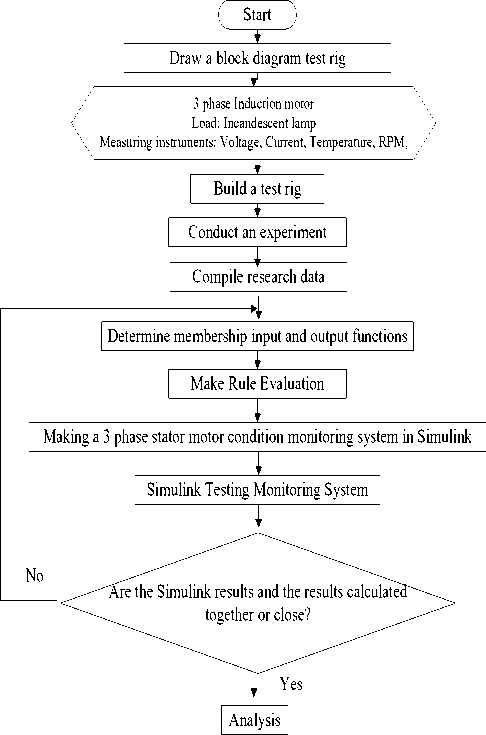 Start
Draw a block diagram test rig
3 phase Induction motor
Load: Incandescent lamp
Measuring instruments: Voltage, Current, Temperature, RPM,
Build a test rig
Conduct an experiment
Compile research data
Determine membership input and output functions
Make Rule Evaluation
Making a 3 phase stator motor condition monitoring system in Simulink
Simulink Testing Monitoring System
No
Are the Simulink results and the results calculated
together or close?
Yes
Analysis